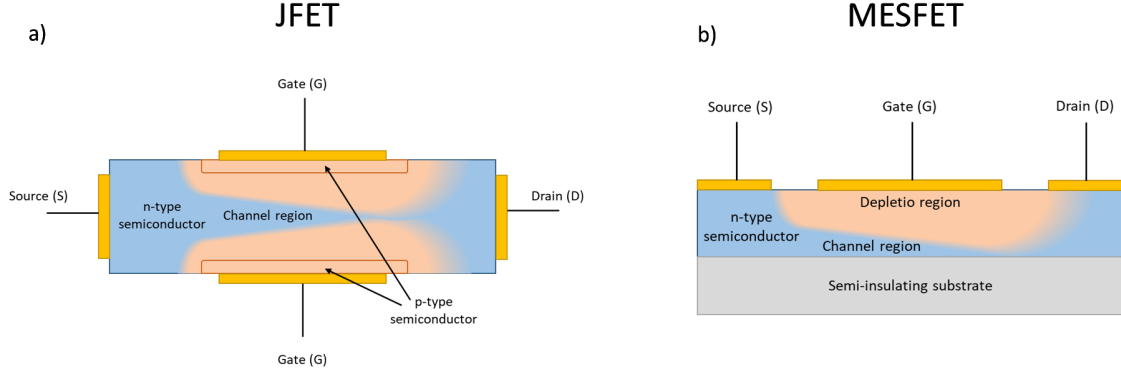 JFET
a)
Gate (G)
Source (S)
n-type
semiconductor
Channel region
Drain (D)
p-type
semiconductor
Gate (G)
MESFET
b)
Source (S)
Gate (G)
Drain (D)
Depletio region
n-type
semiconductor
Channel region
Semi-insulating substrate